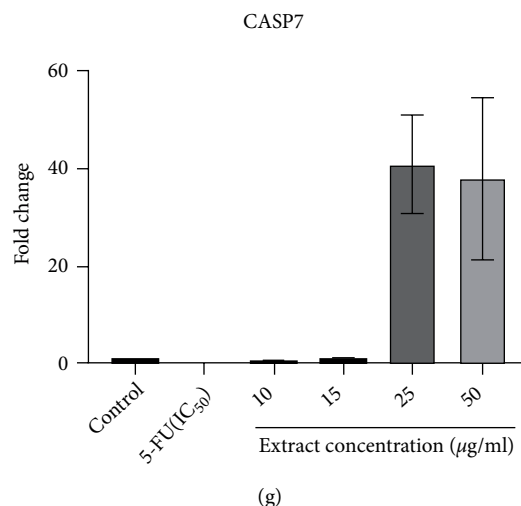 CASP7
Fold change
60
40
20
0
Control
5-FU(IC50)
10
15
25
50
Extract concentration (μg/ml)
(g)